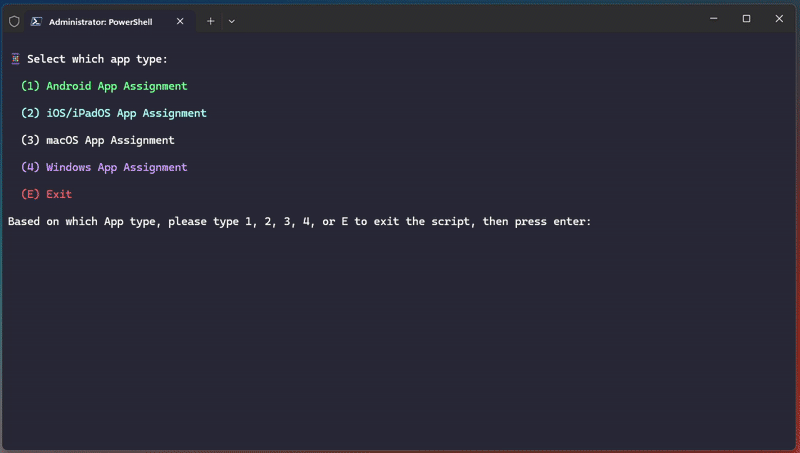 Administrator: PowerShell
Select which app type:
(1) Android App Assignment
(2) iOS/iPadOS App Assignment
(3) macOS App Assignment
(4) Windows App Assignment
(E) Exit
Based on which App type, please type 1, 2, 3, 4, or E to exit the script, then press enter: